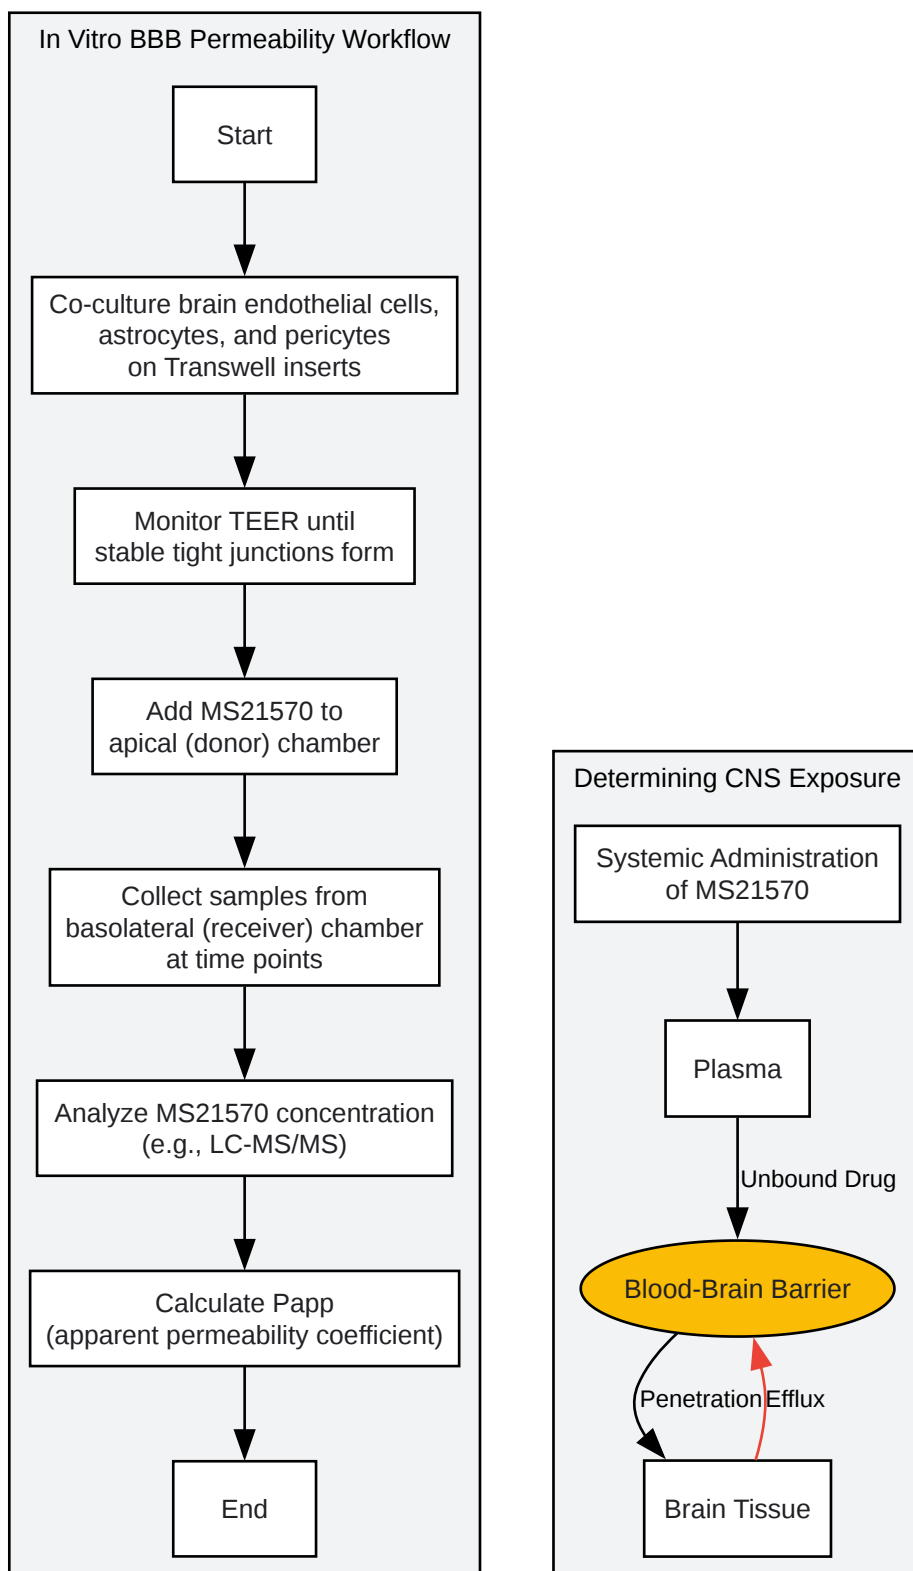 In Vitro BBB Permeability Workflow
Start
Co-culture brain endothelial cells,
astrocytes, and pericytes
on Transwell inserts
Monitor TEER until
stable tight junctions form
Add MS21570 to
apical (donor) chamber
Collect samples from
basolateral (receiver) chamber
at time points
Analyze MS21570 concentration
(e.g., LC-MS/MS)
Calculate Papp
(apparent permeability coefficient)
End
Determining CNS Exposure
Systemic Administration
of MS21570
Plasma
Unbound Drug
Blood-Brain Barrier
Penetration
Efflux
Brain Tissue